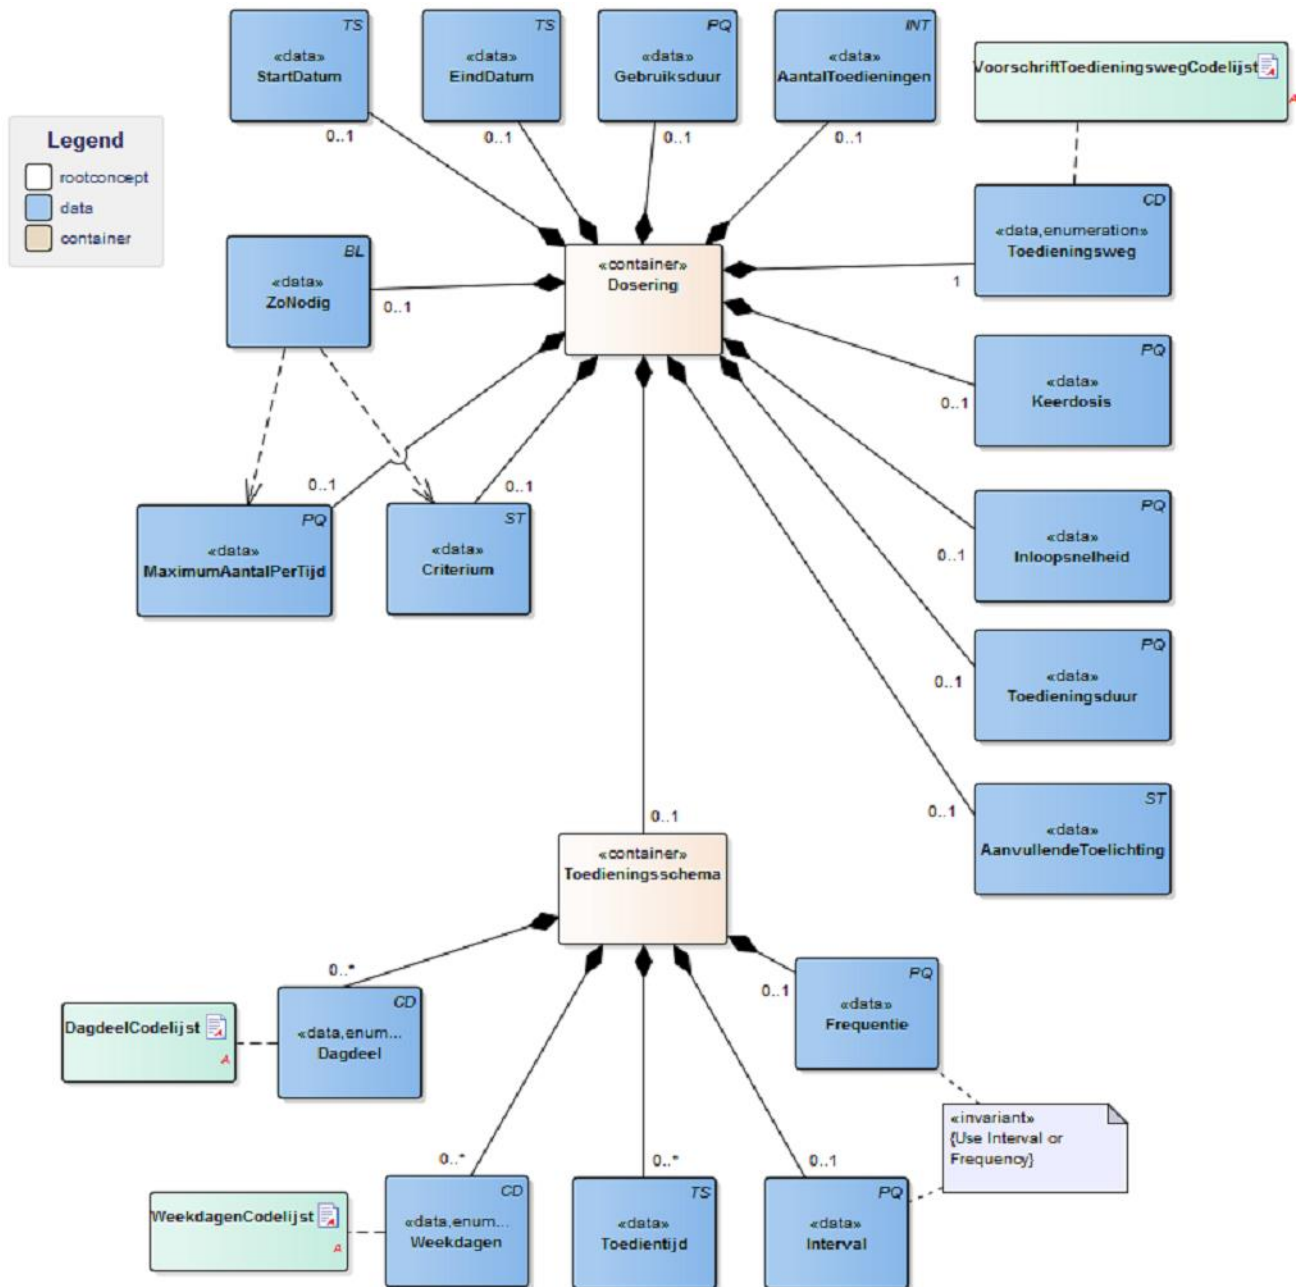 TS
«data»
StartDatum
0..1
TS
«data»
EindDatum
0..1
PQ
«data»
Gebruiksduur
0..1
INT
«data»
AantalToedieningen
0..1
VoorschriftToedieningswegCodelijst
A
Legend
rootconcept
data
container
BL
«data»
ZoNodig
0..1
«container»
Dosering
CD
«data,enumeration»
Toedieningsweg
1
PQ
«data»
Keerdosis
0..1
PQ
«data»
MaximumAantalPerTijd
0..1
ST
«data»
Criterium
0..1
PQ
«data»
Inloopsnelheid
0..1
PQ
«data»
Toedieningsduur
0..1
ST
«data»
AanvullendeToelichting
0..1
0..1
«container»
Toedieningsschema
0..*
DagdeelCodelijst
A
CD
«data,enum...
Dagdeel
0..1
PQ
«data»
Frequentie
«invariant»
{Use Interval or
Frequency}
WeekdagenCodelijst
A
0..*
CD
«data,enum...
Weekdagen
0..*
TS
«data»
Toedientijd
0..1
PQ
«data»
Interval